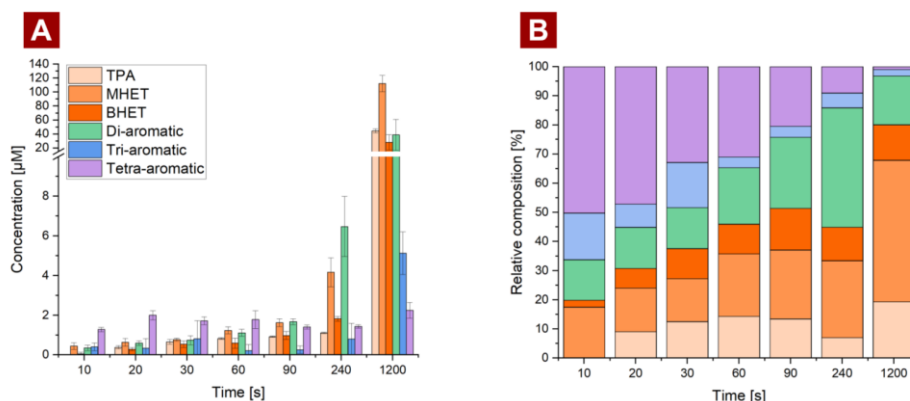 A
140
120
100
80
60
40
20
8
6
4
2
0
Concentration [µM]
TPA
MHET
BHET
Di-aromatic
Tri-aromatic
Tetra-aromatic
10 20 30 60 90 240 1200
Time [s]
B
100
90
80
70
60
50
40
30
20
10
0
Relative composition [%]
10 20 30 60 90 240 1200
Time [s]